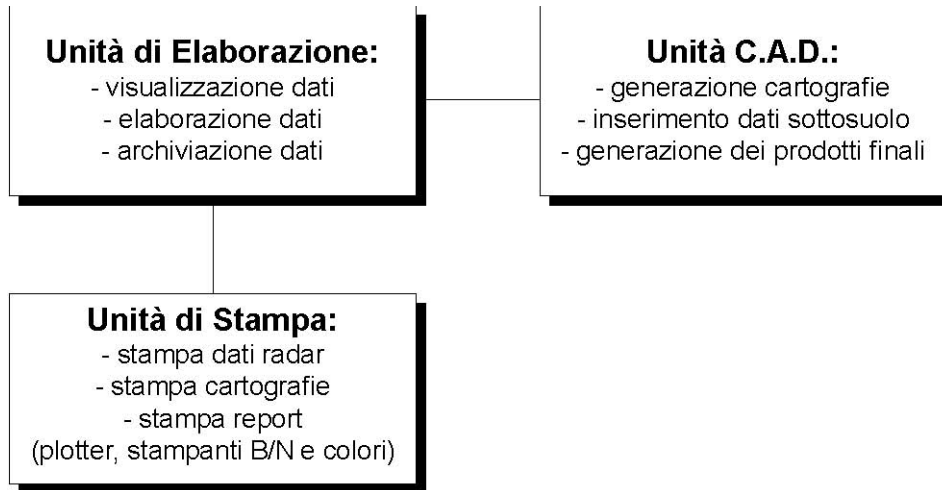 Unità di Elaborazione:
- visualizzazione dati
- elaborazione dati
- archiviazione dati
Unità C.A.D.:
- generazione cartografie
- inserimento dati sottosuolo
- generazione dei prodotti finali
Unità di Stampa:
- stampa dati radar
- stampa cartografie
- stampa report
(plotter, stampanti B/N e colori)